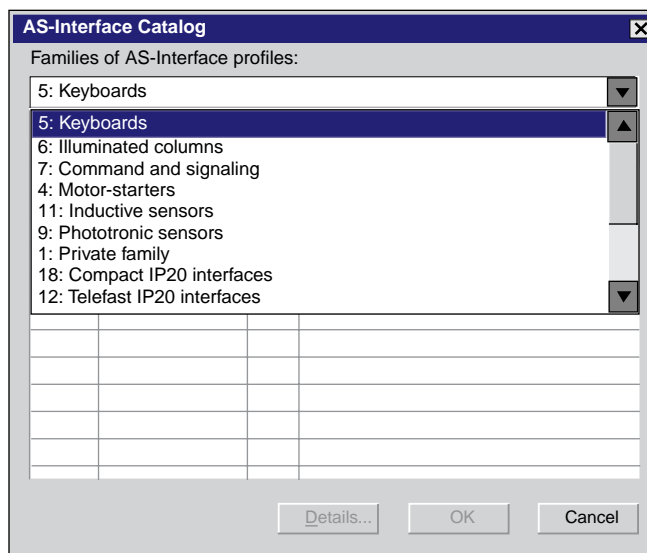 AS-Interface Catalog
Families of AS-Interface profiles:
5: Keyboards
5: Keyboards
6: Illuminated columns
7: Command and signaling
4: Motor-starters
11: Inductive sensors
9: Phototronic sensors
1: Private family
18: Compact IP20 interfaces
12: Telefast IP20 interfaces
Details... OK Cancel